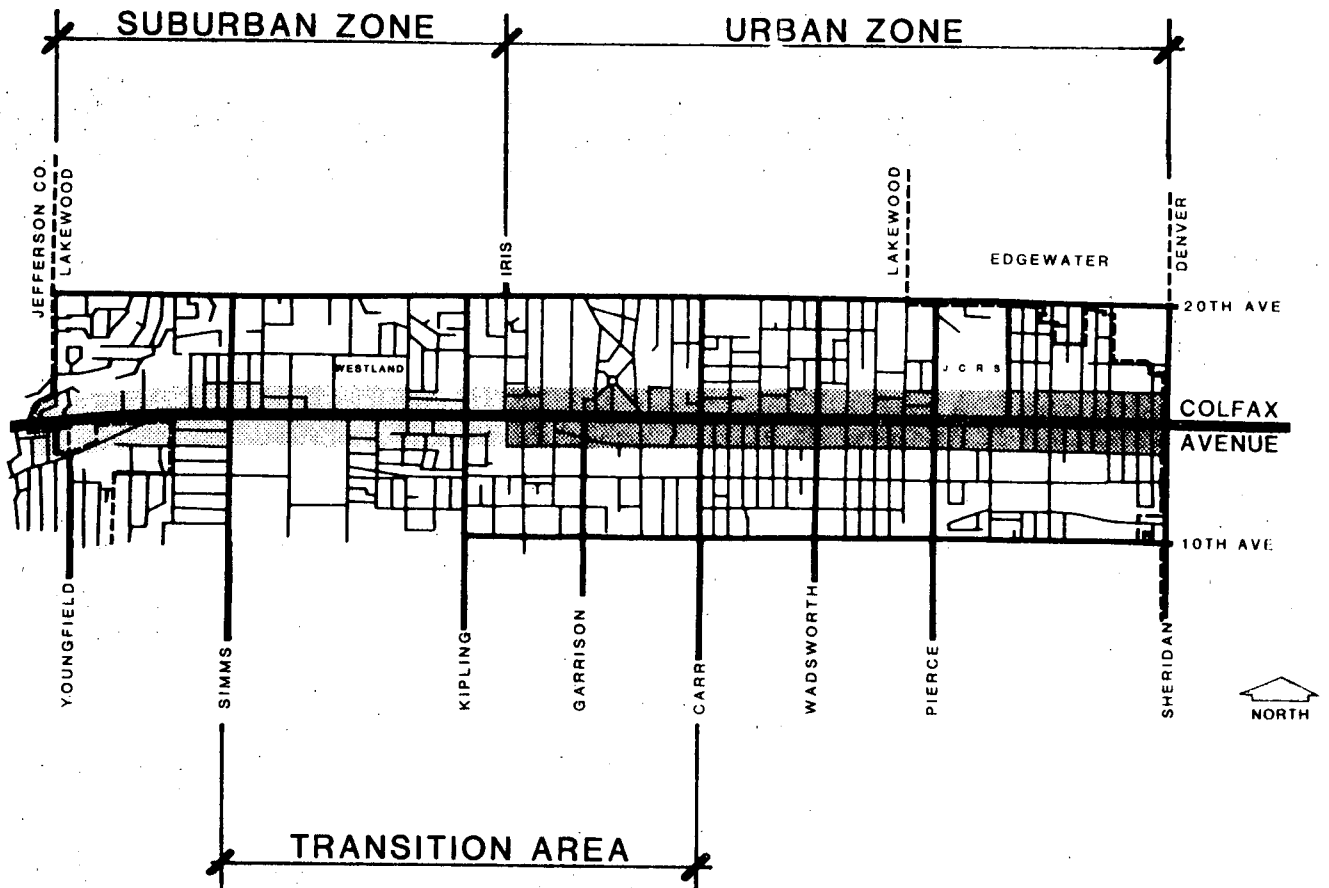 SUBURBAN ZONE
URBAN ZONE
JEFFERSON CO.
LAKEWOOD
IRIS
LAKEWOOD
EDGEWATER
DENVER
20TH AVE
WESTLAND
J C R S
COLFAX
AVENUE
10TH AVE
YOUNGFIELD
SIMMS
KIPLING
GARRISON
CARR
WADSWORTH
PIERCE
SHERIDAN
NORTH
TRANSITION AREA